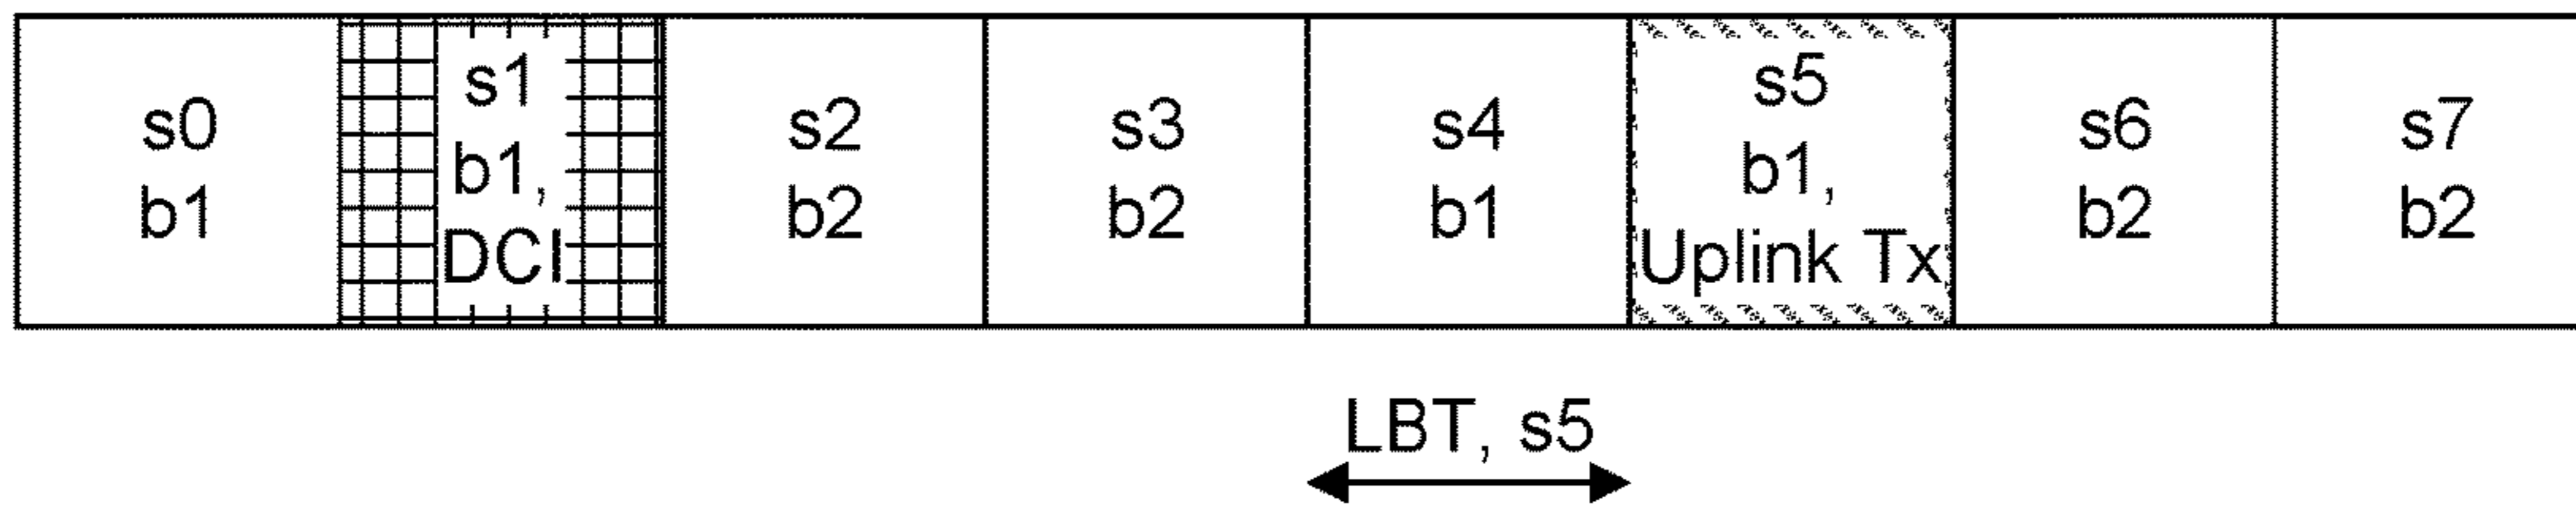 s0
b1
s1
b1,
DCI
s2
b2
s3
b2
s4
b1
s5
b1,
Uplink Tx
s6
b2
s7
b2
LBT, s5